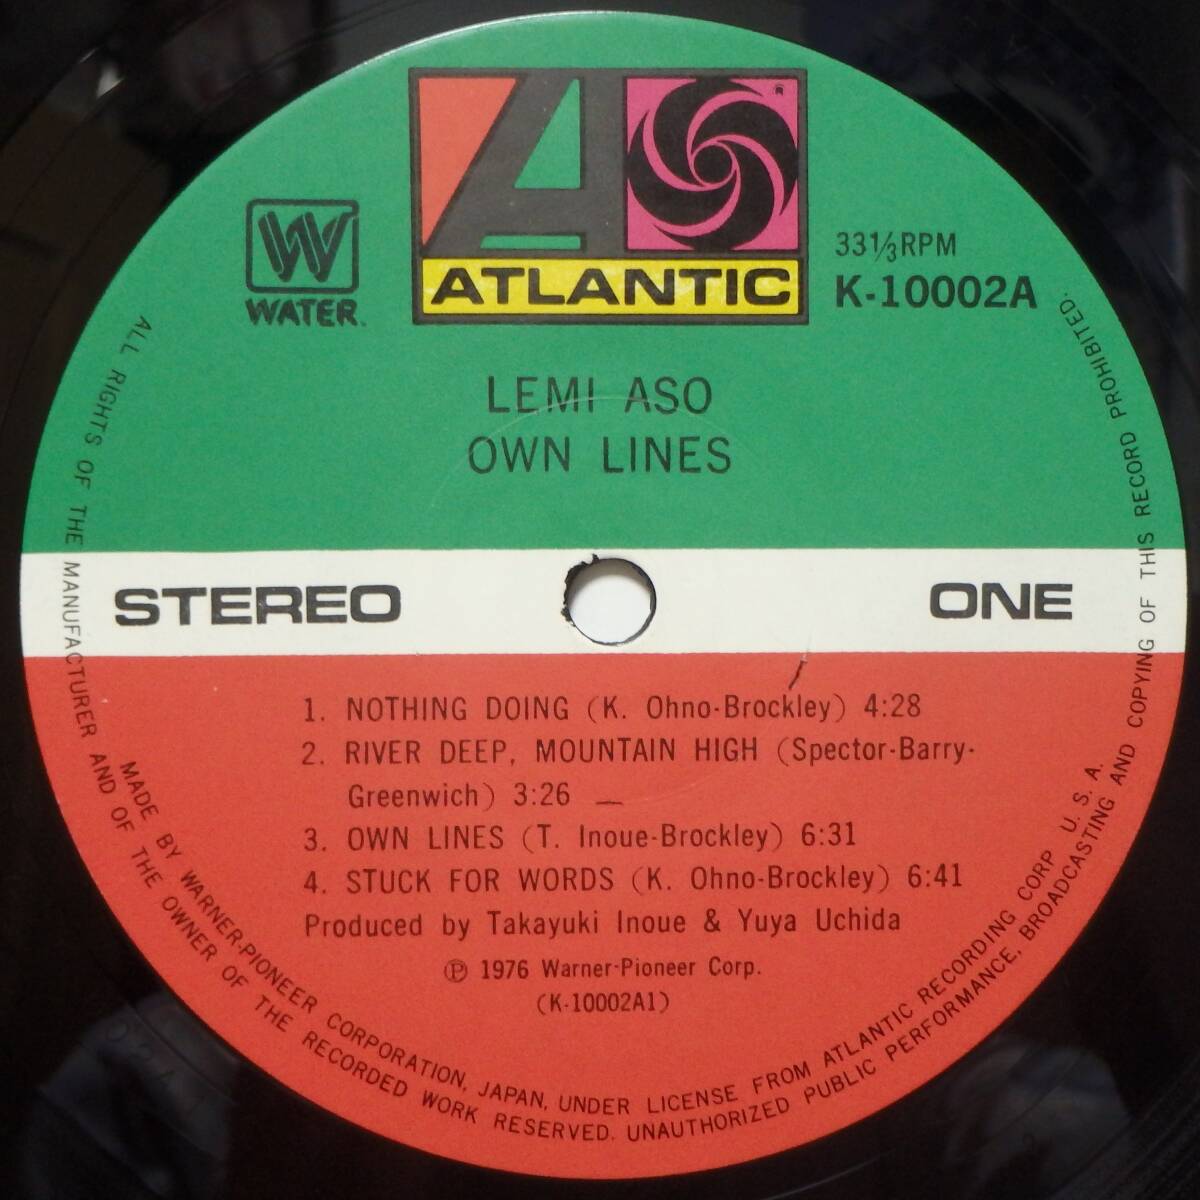 W
WATER.
A
®
ATLANTIC
33⅓RPM
K-10002A
LEMI ASO
OWN LINES
STEREO
ONE
1. NOTHING DOING (K. Ohno-Brockley) 4:28
2. RIVER DEEP, MOUNTAIN HIGH (Spector-Barry-
Greenwich) 3:26
3. OWN LINES (T. Inoue-Brockley) 6:31
4. STUCK FOR WORDS (K. Ohno-Brockley) 6:41
Produced by Takayuki Inoue & Yuya Uchida
℗ 1976 Warner-Pioneer Corp.
(K-10002A1)
MADE BY WARNER-PIONEER CORPORATION, JAPAN, UNDER LICENSE FROM ATLANTIC RECORDING CORP U. S. A.
ALL RIGHTS OF THE MANUFACTURER AND OF THE OWNER OF THE RECORDED WORK RESERVED. UNAUTHORIZED PUBLIC PERFORMANCE, BROADCASTING AND COPYING OF THIS RECORD PROHIBITED.